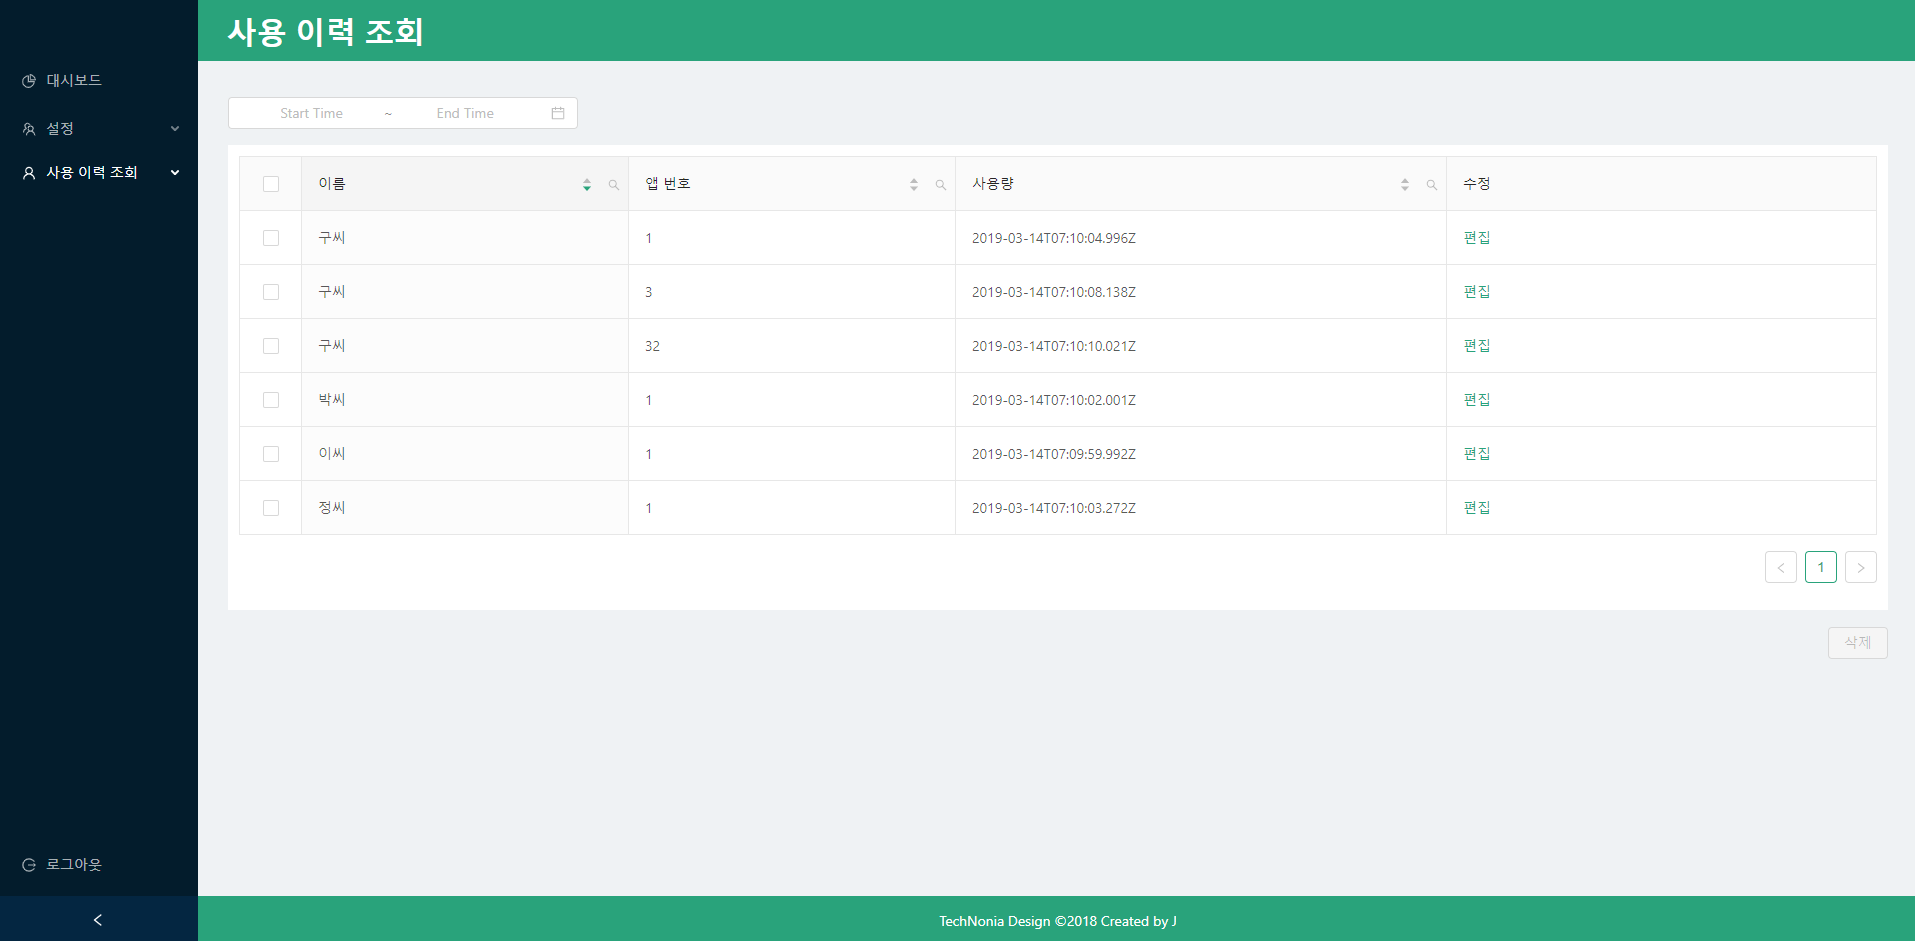 사용 이력 조회
대시보드
설정
사용 이력 조회
로그아웃
Start Time ~ End Time
이름 앱 번호 사용량 수정
구씨 1 2019-03-14T07:10:04.996Z 편집
구씨 3 2019-03-14T07:10:08.138Z 편집
구씨 32 2019-03-14T07:10:10.021Z 편집
박씨 1 2019-03-14T07:10:02.001Z 편집
이씨 1 2019-03-14T07:09:59.992Z 편집
정씨 1 2019-03-14T07:10:03.272Z 편집
1
삭제
TechNonia Design ©2018 Created by J